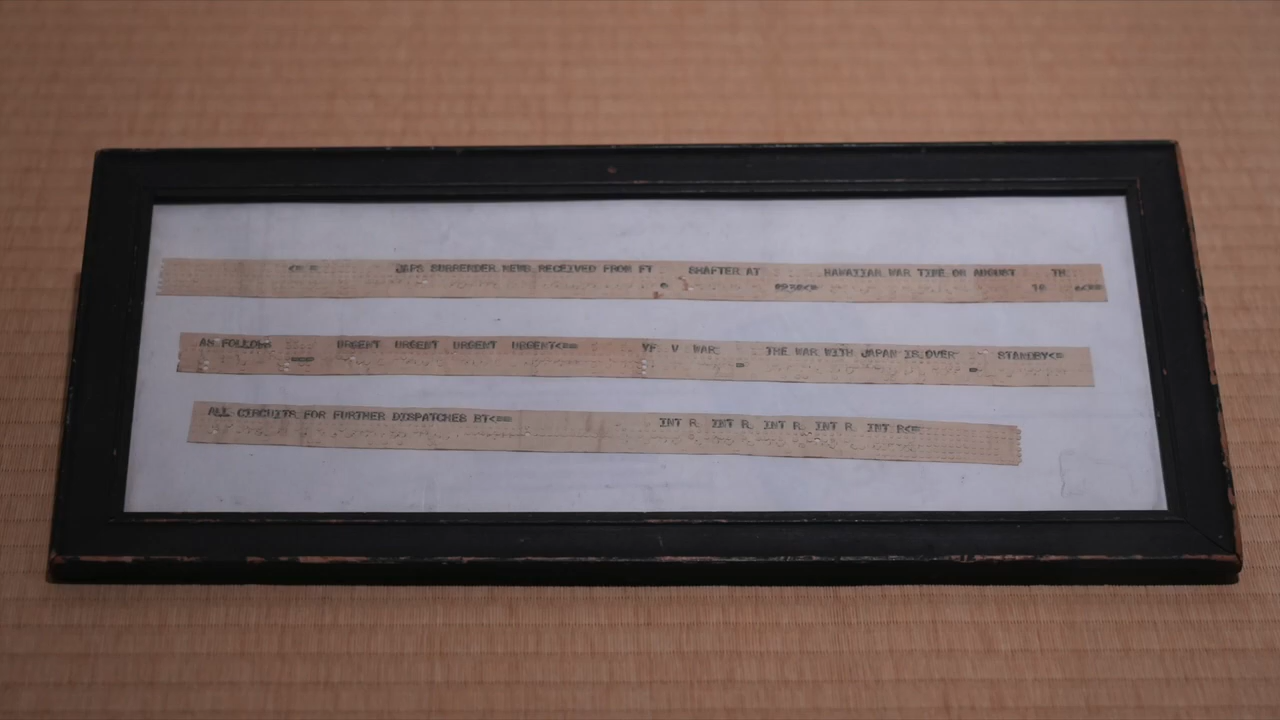 JAPS SURRENDER NEWS RECEIVED FROM FT SHAFTER AT HAWAIIAN WAR TIME ON AUGUST TH
AS FOLLOWS URGENT URGENT URGENT URGENT<== YF V WAR THE WAR WITH JAPAN IS OVER STANDBY<=
ALL CIRCUITS FOR FURTHER DISPATCHES BT<== INT R INT R INT R INT R INT R<=